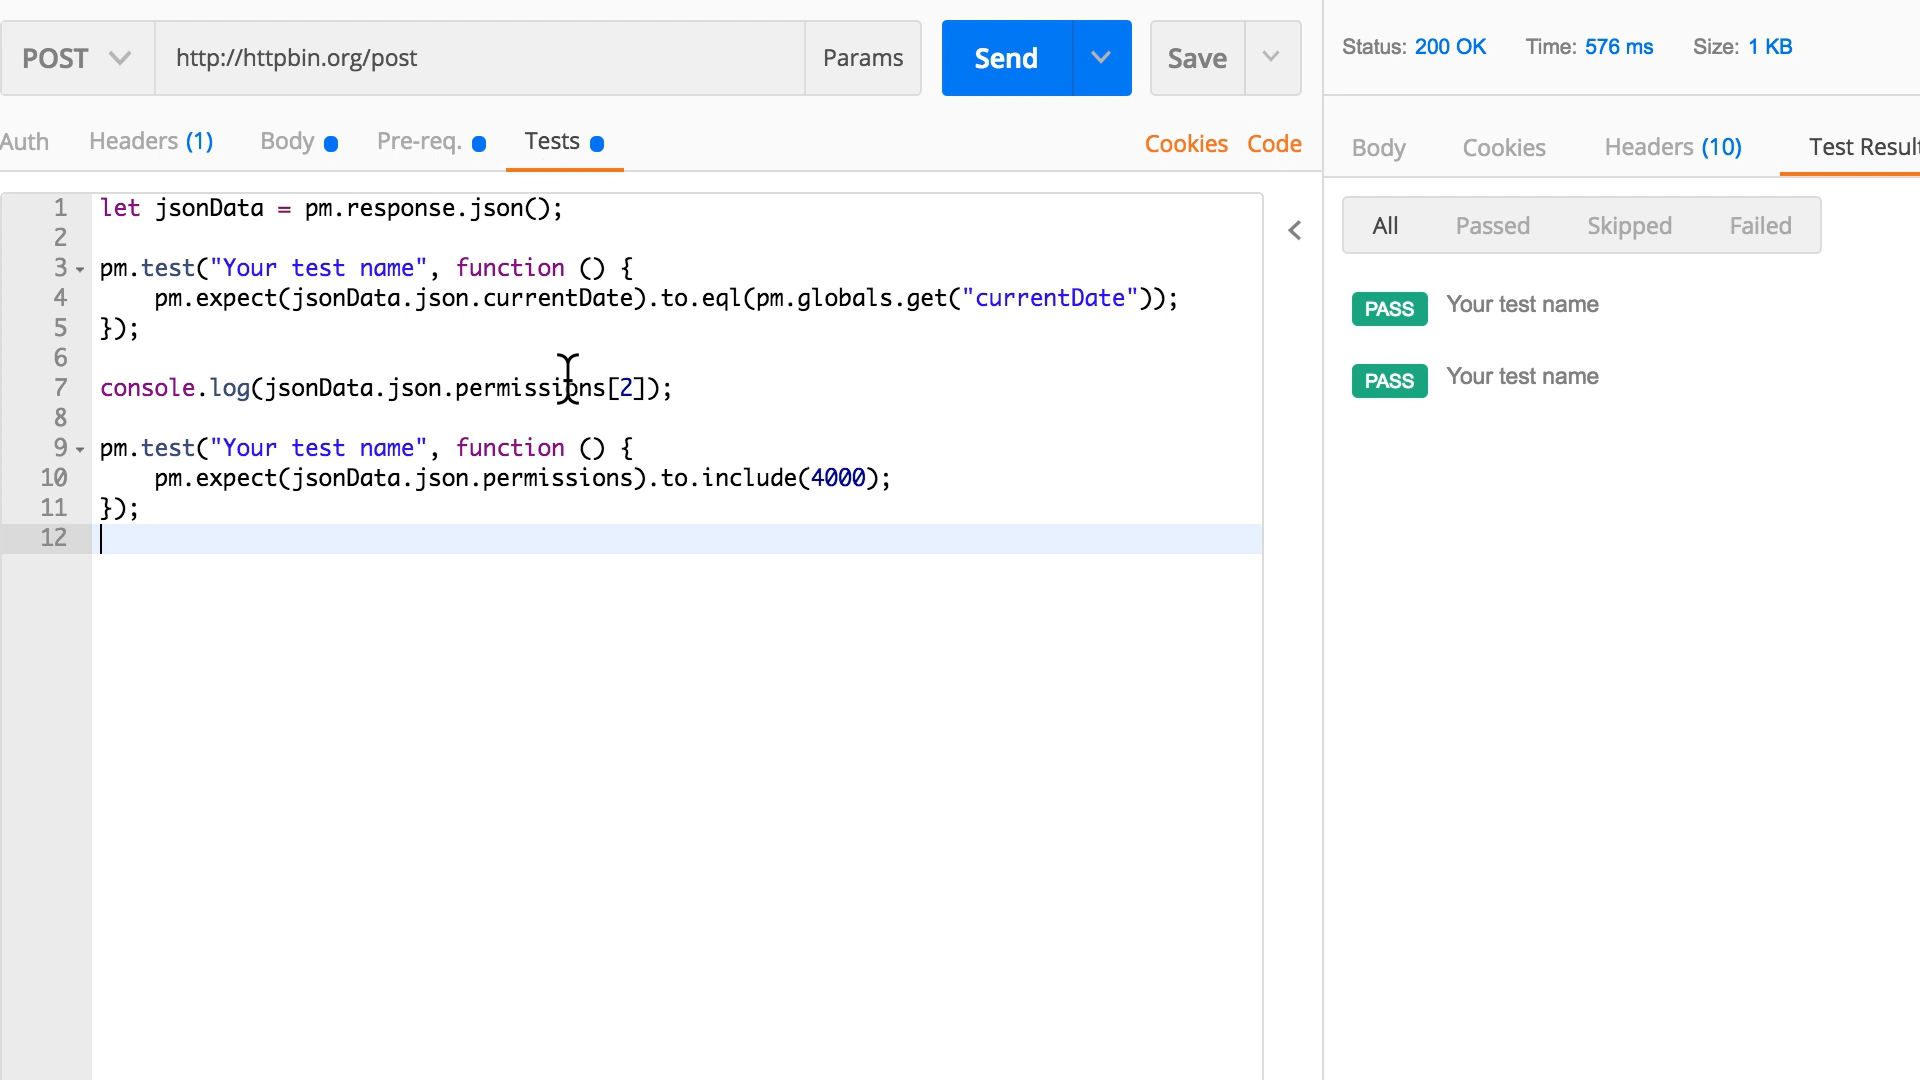 POST http://httpbin.org/post Params Send Save
Status: 200 OK Time: 576 ms Size: 1 KB
Auth Headers (1) Body Pre-req. Tests Cookies Code
Body Cookies Headers (10) Test Result
1 let jsonData = pm.response.json();
2
3 pm.test("Your test name", function () {
4 pm.expect(jsonData.json.currentDate).to.eql(pm.globals.get("currentDate"));
5 });
6
7 console.log(jsonData.json.permissions[2]);
8
9 pm.test("Your test name", function () {
10 pm.expect(jsonData.json.permissions).to.include(4000);
11 });
12
All Passed Skipped Failed
PASS Your test name
PASS Your test name